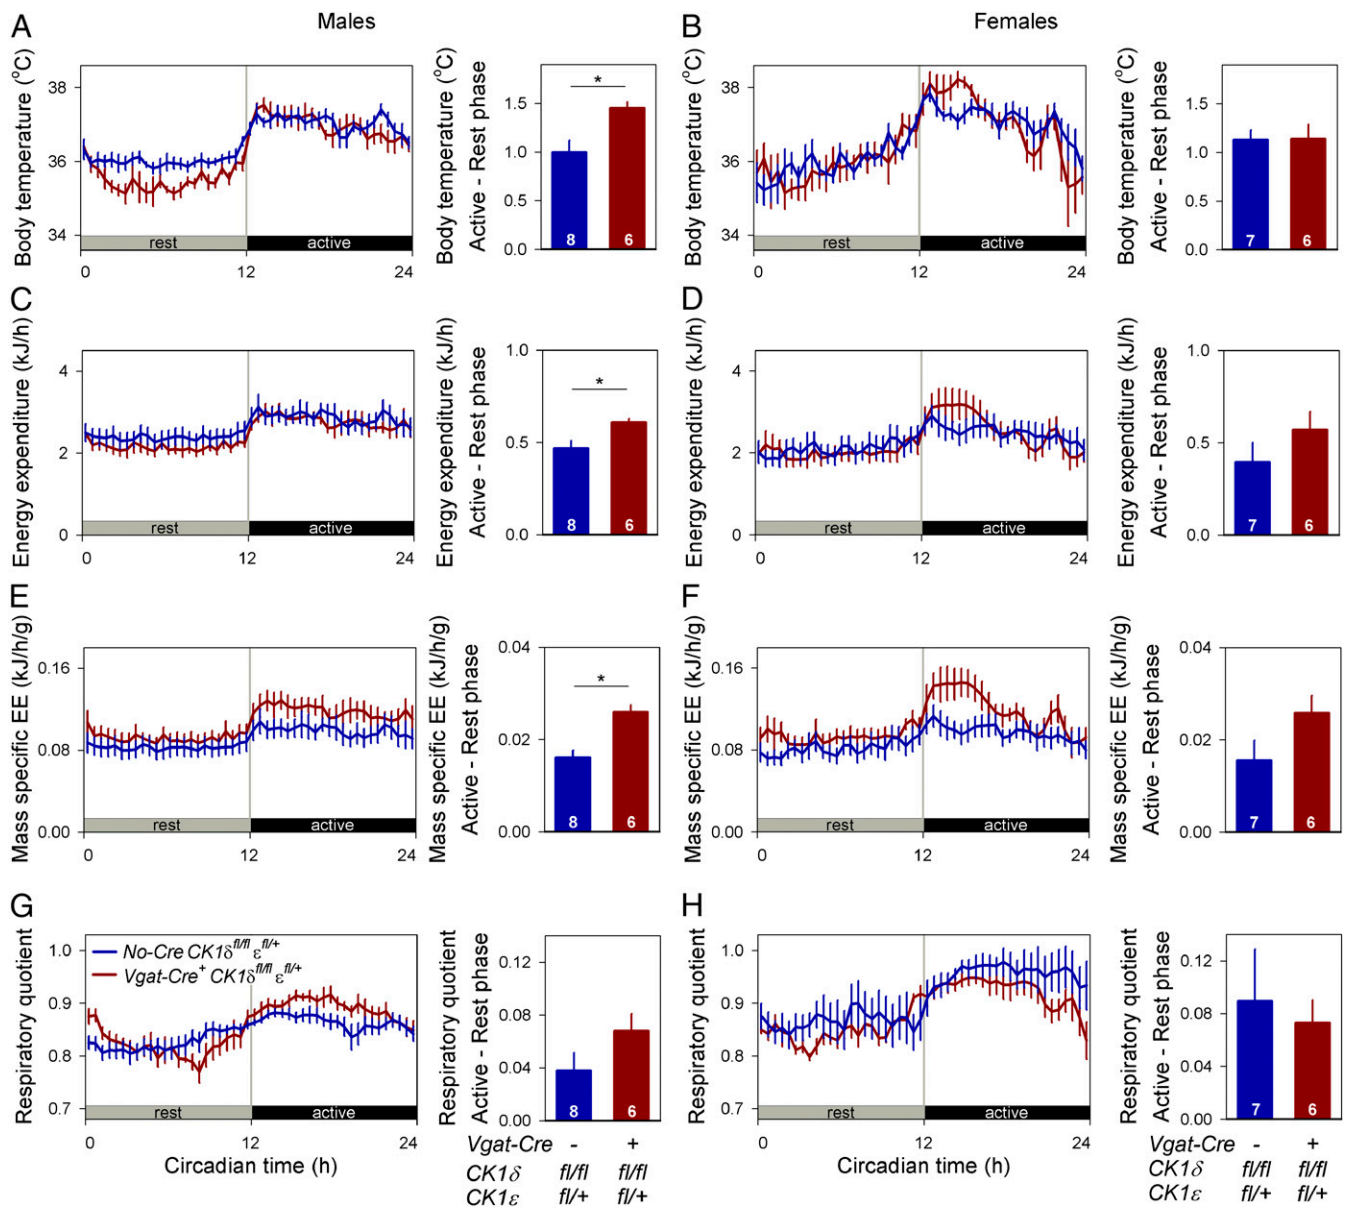 Males
Females
A
Body temperature (°C)
38
36
34
rest
active
0
12
24
Body temperature (°C)
Active - Rest phase
1.5
1.0
0.5
0.0
*
8
6
B
Body temperature (°C)
38
36
34
rest
active
0
12
24
Body temperature (°C)
Active - Rest phase
1.5
1.0
0.5
0.0
7
6
C
Energy expenditure (kJ/h)
4
2
0
rest
active
0
12
24
Energy expenditure (kJ/h)
Active - Rest phase
1.0
0.5
0.0
*
8
6
D
Energy expenditure (kJ/h)
4
2
0
rest
active
0
12
24
Energy expenditure (kJ/h)
Active - Rest phase
1.0
0.5
0.0
7
6
E
Mass specific EE (kJ/h/g)
0.16
0.08
0.00
rest
active
0
12
24
Mass specific EE (kJ/h/g)
Active - Rest phase
0.04
0.02
0.00
*
8
6
F
Mass specific EE (kJ/h/g)
0.16
0.08
0.00
rest
active
0
12
24
Mass specific EE (kJ/h/g)
Active - Rest phase
0.04
0.02
0.00
7
6
G
Respiratory quotient
1.0
0.9
0.8
0.7
No-Cre CK1δfl/fl εfl/+
Vgat-Cre+ CK1δfl/fl εfl/+
rest
active
0
12
24
Circadian time (h)
Respiratory quotient
Active - Rest phase
0.12
0.08
0.04
0.00
8
6
Vgat-Cre - +
CK1δ fl/fl fl/fl
CK1ε fl/+ fl/+
H
Respiratory quotient
1.0
0.9
0.8
0.7
rest
active
0
12
24
Circadian time (h)
Respiratory quotient
Active - Rest phase
0.12
0.08
0.04
0.00
7
6
Vgat-Cre - +
CK1δ fl/fl fl/fl
CK1ε fl/+ fl/+